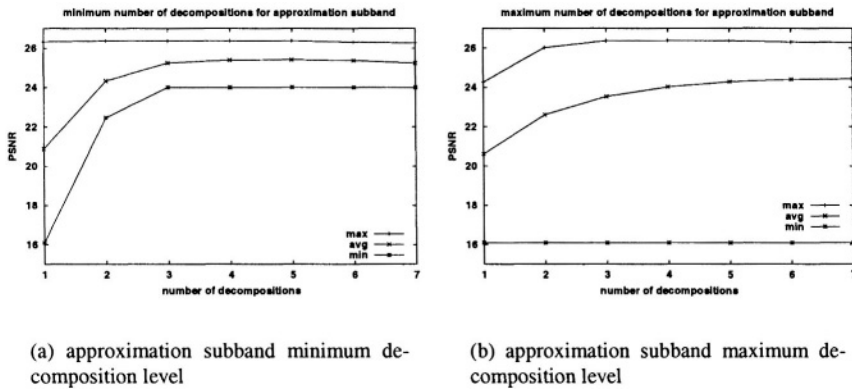 minimum number of decompositions for approximation subband
26
24
22
20
18
16
PSNR
max
avg
min
1 2 3 4 5 6 7
number of decompositions
maximum number of decompositions for approximation subband
26
24
22
20
18
16
PSNR
max
avg
min
1 2 3 4 5 6 7
number of decompositions
(a) approximation subband minimum de-
composition level
(b) approximation subband maximum de-
composition level